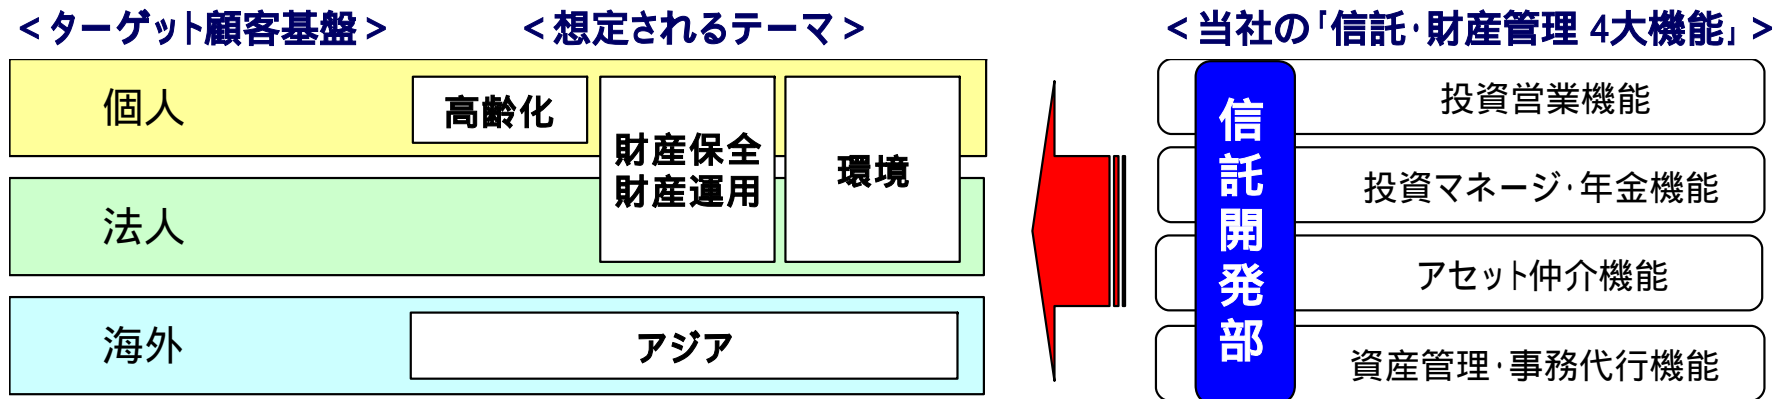 ＜ターゲット顧客基盤＞
＜想定されるテーマ＞
＜当社の「信託・財産管理 4大機能」＞
個人
高齢化
財産保全
財産運用
環境
法人
海外
アジア
信託開発部
投資営業機能
投資マネージ・年金機能
アセット仲介機能
資産管理・事務代行機能